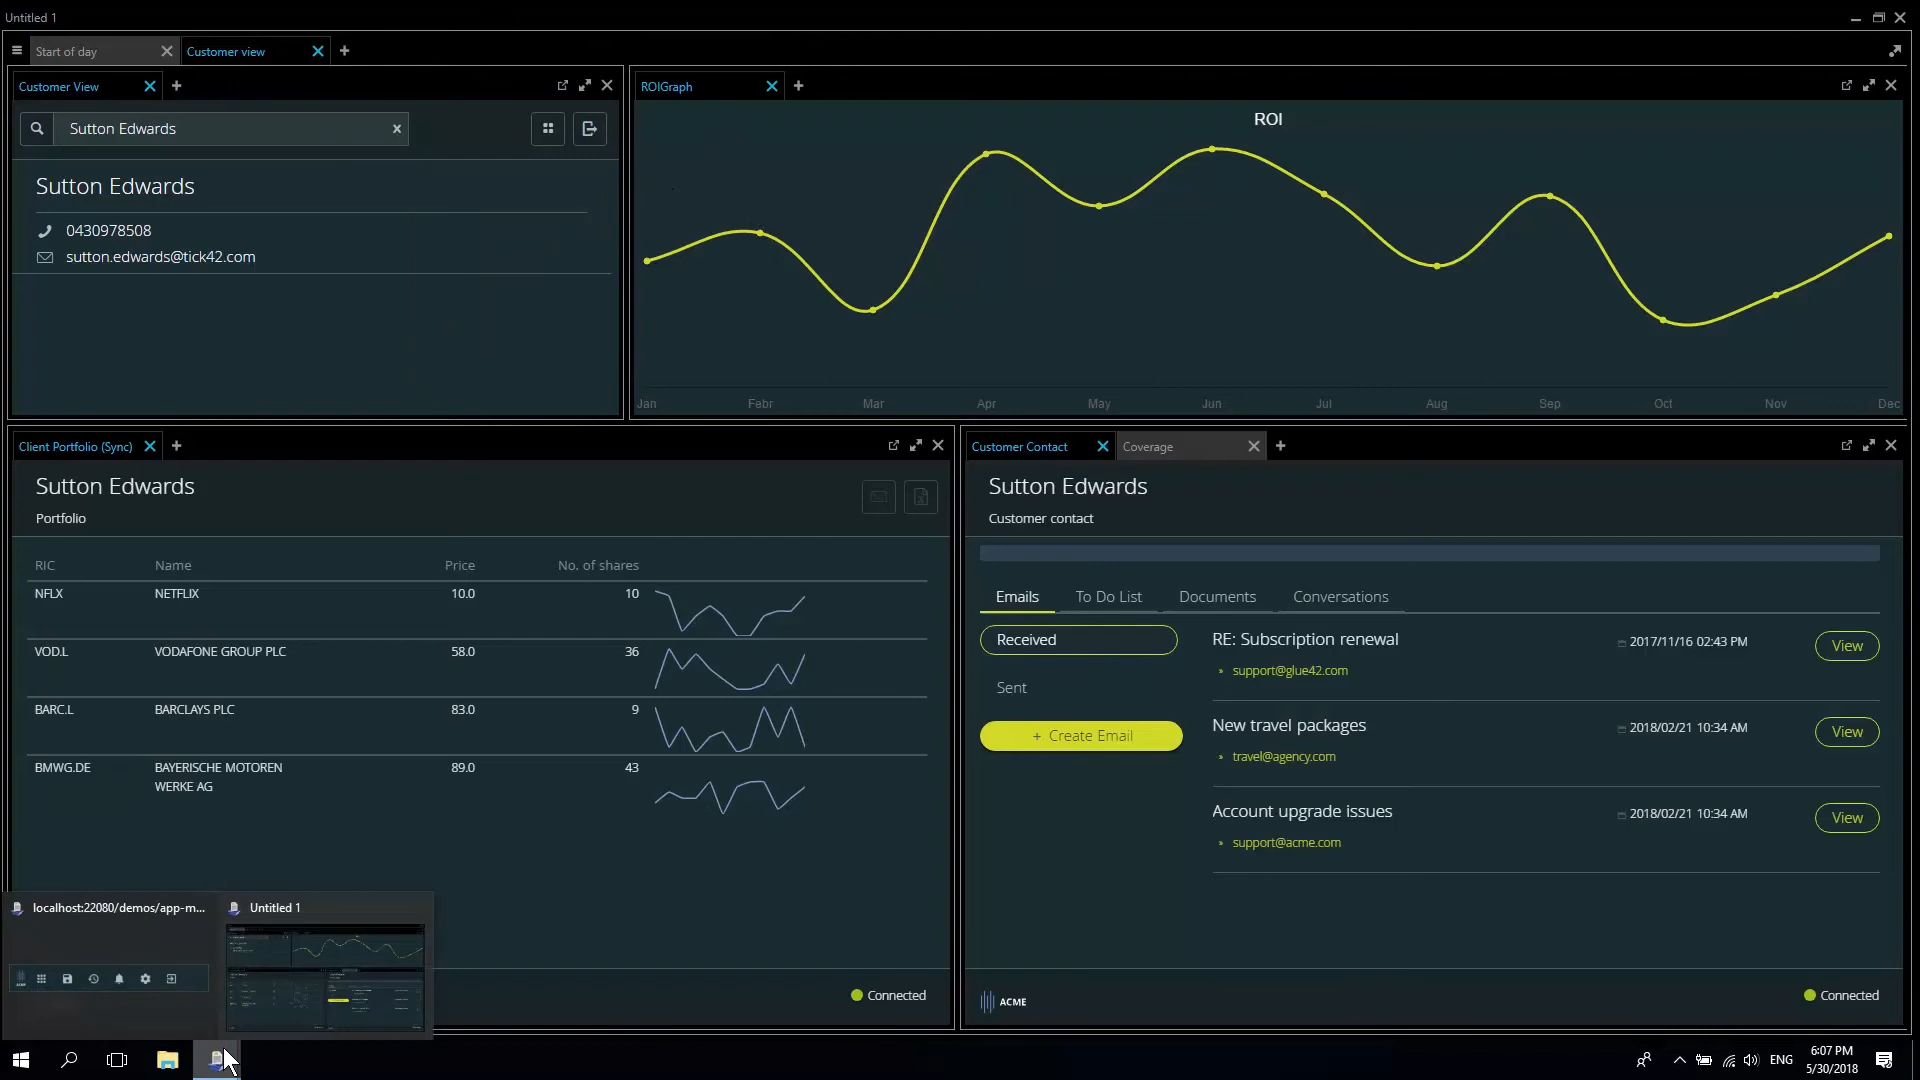 Untitled 1
Start of day
Customer view
Customer View
Sutton Edwards
Sutton Edwards
0430978508
sutton.edwards@tick42.com
ROIGraph
ROI
Jan Febr Mar Apr May Jun Jul Aug Sep Oct Nov Dec
Client Portfolio (Sync)
Sutton Edwards
Portfolio
RIC Name Price No. of shares
NFLX NETFLIX 10.0 10
VOD.L VODAFONE GROUP PLC 58.0 36
BARC.L BARCLAYS PLC 83.0 9
BMWG.DE BAYERISCHE MOTOREN 89.0 43
WERKE AG
Connected
Customer Contact
Coverage
Sutton Edwards
Customer contact
Emails To Do List Documents Conversations
Received
Sent
+ Create Email
RE: Subscription renewal 2017/11/16 02:43 PM View
support@glue42.com
New travel packages 2018/02/21 10:34 AM View
travel@agency.com
Account upgrade issues 2018/02/21 10:34 AM View
support@acme.com
ACME
Connected
localhost:22080/demos/app-m...
Untitled 1
ACME
ENG
6:07 PM
5/30/2018